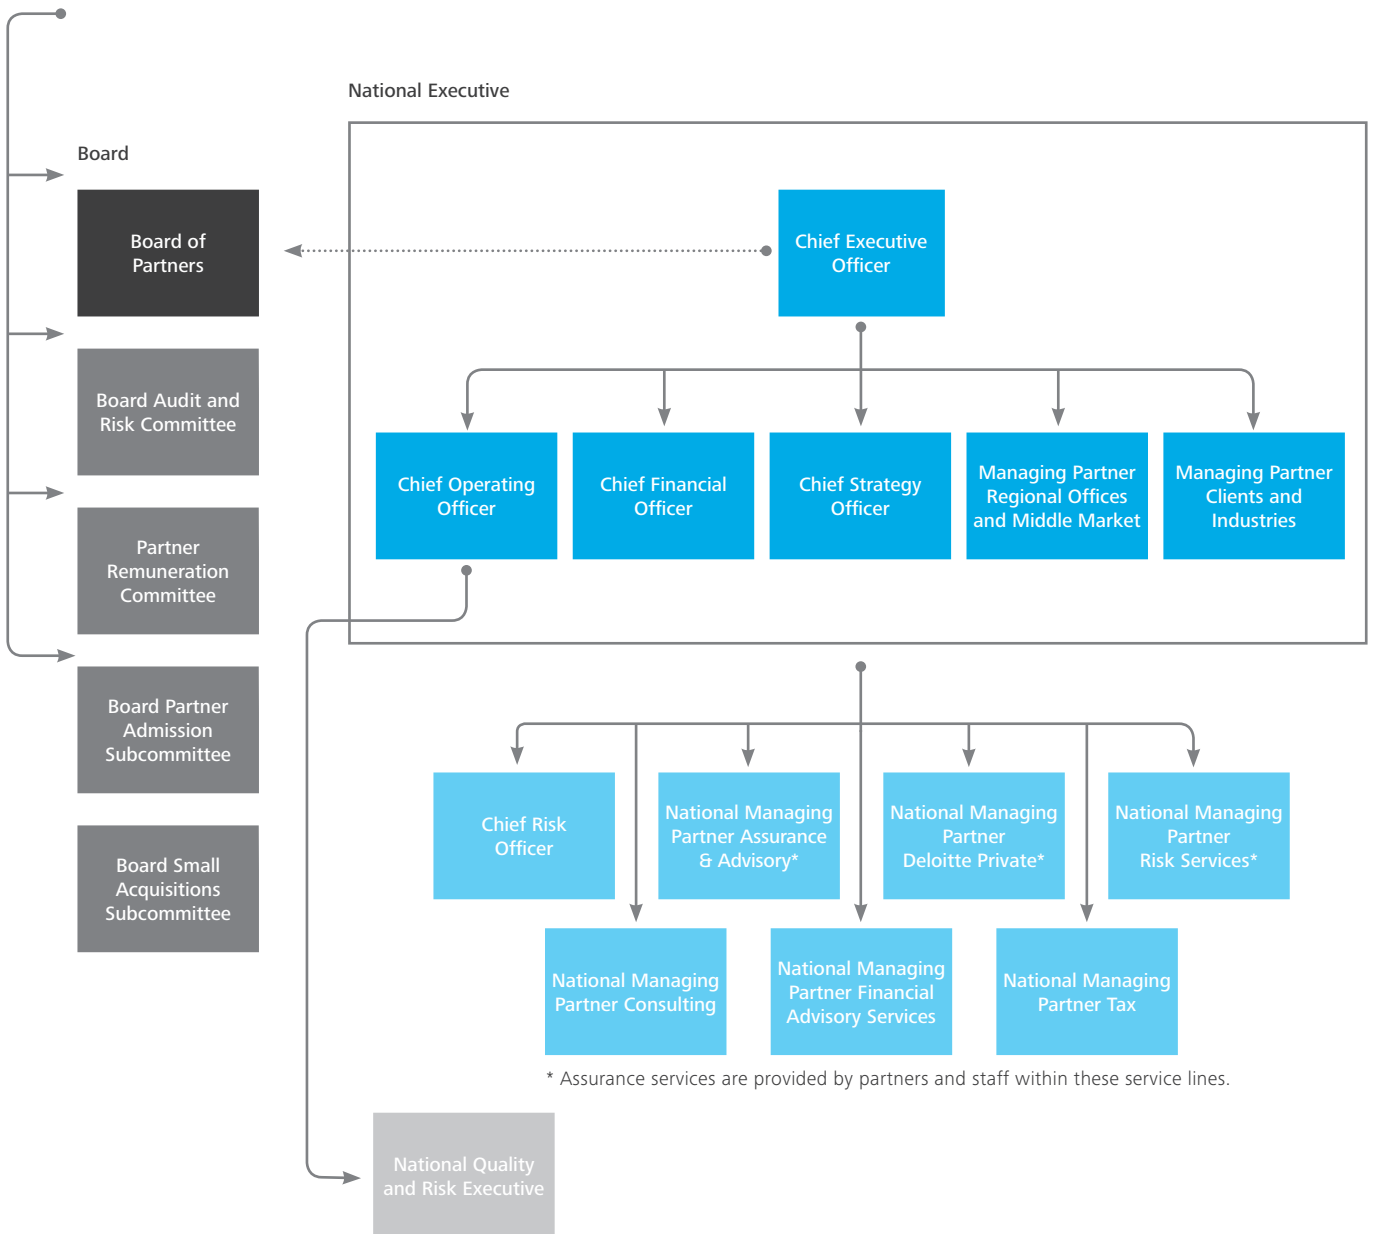 National Executive
Board
Board of
Partners
Chief Executive
Officer
Board Audit and
Risk Committee
Chief Operating
Officer
Chief Financial
Officer
Chief Strategy
Officer
Managing Partner
Regional Offices
and Middle Market
Managing Partner
Clients and
Industries
Partner
Remuneration
Committee
Board Partner
Admission
Subcommittee
Chief Risk
Officer
National Managing
Partner Assurance
& Advisory*
National Managing
Partner
Deloitte Private*
National Managing
Partner
Risk Services*
Board Small
Acquisitions
Subcommittee
National Managing
Partner Consulting
National Managing
Partner Financial
Advisory Services
National Managing
Partner Tax
* Assurance services are provided by partners and staff within these service lines.
National Quality
and Risk Executive